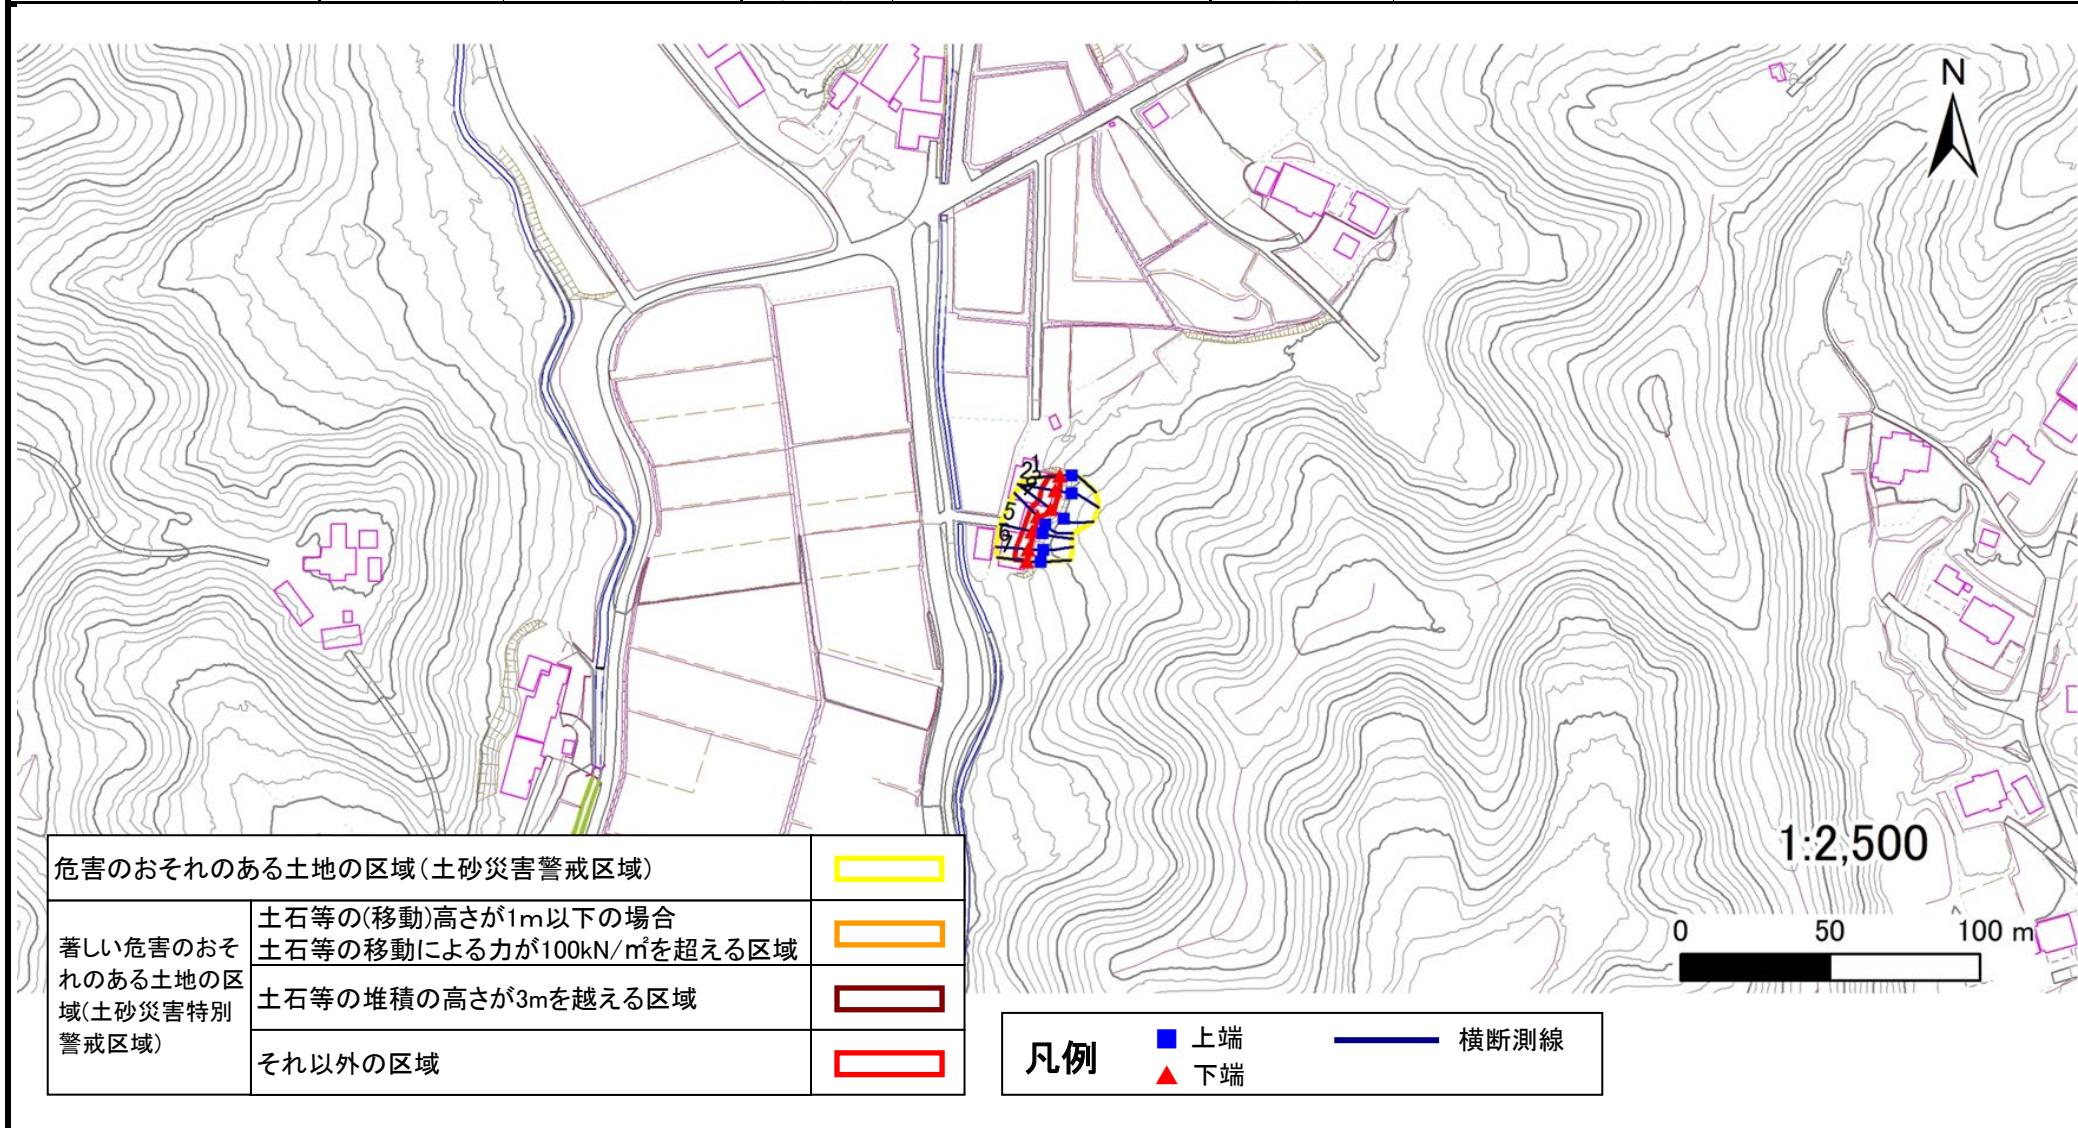 N
21
5
6
7
1:2,500
0 50 100 m
危害のおそれのある土地の区域(土砂災害警戒区域)
著しい危害のおそ
れのある土地の区
域(土砂災害特別
警戒区域)
土石等の(移動)高さが1m以下の場合
土石等の移動による力が100kN/㎡を超える区域
土石等の堆積の高さが3mを越える区域
それ以外の区域
凡例
上端
下端
横断測線